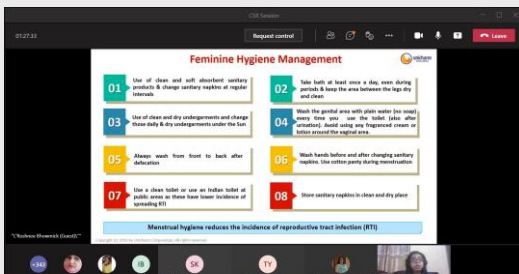 CSR Session
01:27:32
Request control
Leave
Feminine Hygiene Management
01
Use of clean and soft absorbent sanitary
products & change sanitary napkins at regular
intervals
02
Take bath at least once a day, even during
periods & keep the area between the legs dry
and clean
03
Use of clean and dry undergarments and change
those daily & dry undergarments under the Sun
04
Wash the genital area with plain water (no soap)
every time you use the toilet (also after
urination). Avoid using any fragranced cream or
lotion around the vaginal area.
05
Always wash from front to back after
defecation
06
Wash hands before and after changing sanitary
napkins. Use cotton panty during menstruation
07
Use a clean toilet or use an Indian toilet at
public areas as these have lower incidence of
spreading RTI
08
Store sanitary napkins in clean and dry place
Menstrual hygiene reduces the incidence of reproductive tract infection (RTI)
+343
IB
SK
TY